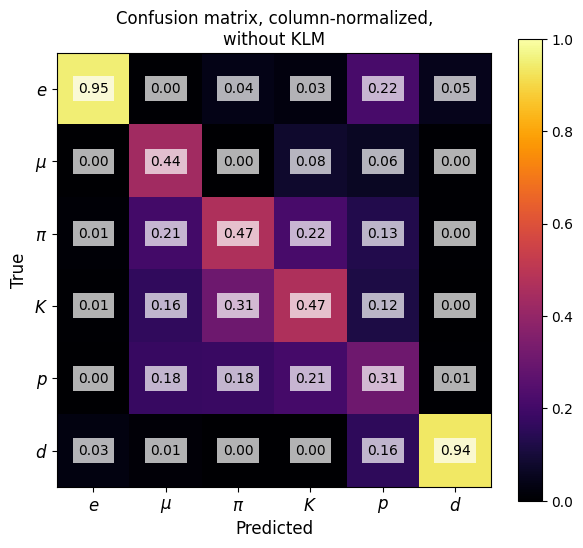 Confusion matrix, column-normalized,
without KLM
True
e 0.95 0.00 0.04 0.03 0.22 0.05
μ 0.00 0.44 0.00 0.08 0.06 0.00
π 0.01 0.21 0.47 0.22 0.13 0.00
K 0.01 0.16 0.31 0.47 0.12 0.00
p 0.00 0.18 0.18 0.21 0.31 0.01
d 0.03 0.01 0.00 0.00 0.16 0.94
e μ π K p d
Predicted
1.0
0.8
0.6
0.4
0.2
0.0